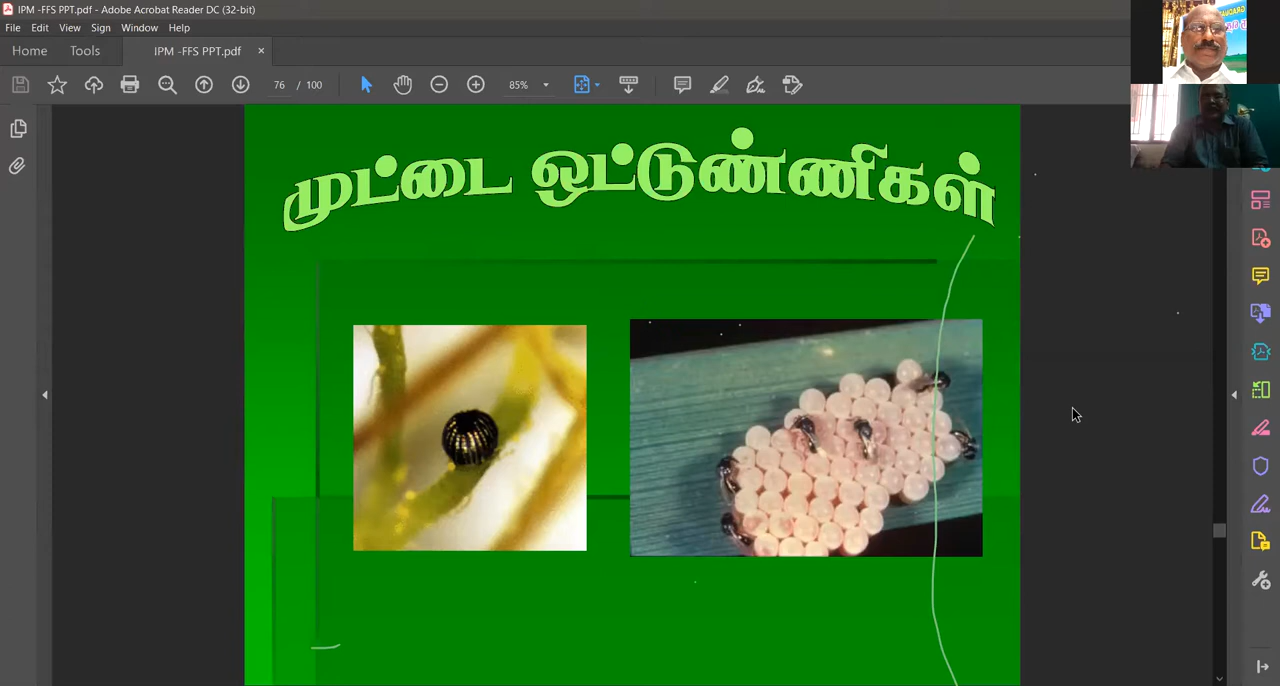 IPM -FFS PPT.pdf - Adobe Acrobat Reader DC (32-bit)
File Edit View Sign Window Help
Home Tools IPM -FFS PPT.pdf ×
76 / 100 85%
GRADUAT
முட்டை ஒட்டுண்ணிகள்